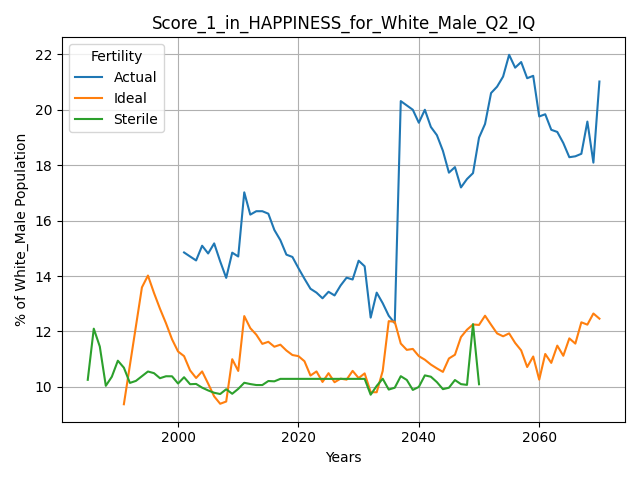 Score_1_in_HAPPINESS_for_White_Male_Q2_IQ
Fertility
Actual
Ideal
Sterile
% of White_Male Population
22
20
18
16
14
12
10
2000 2020 2040 2060
Years